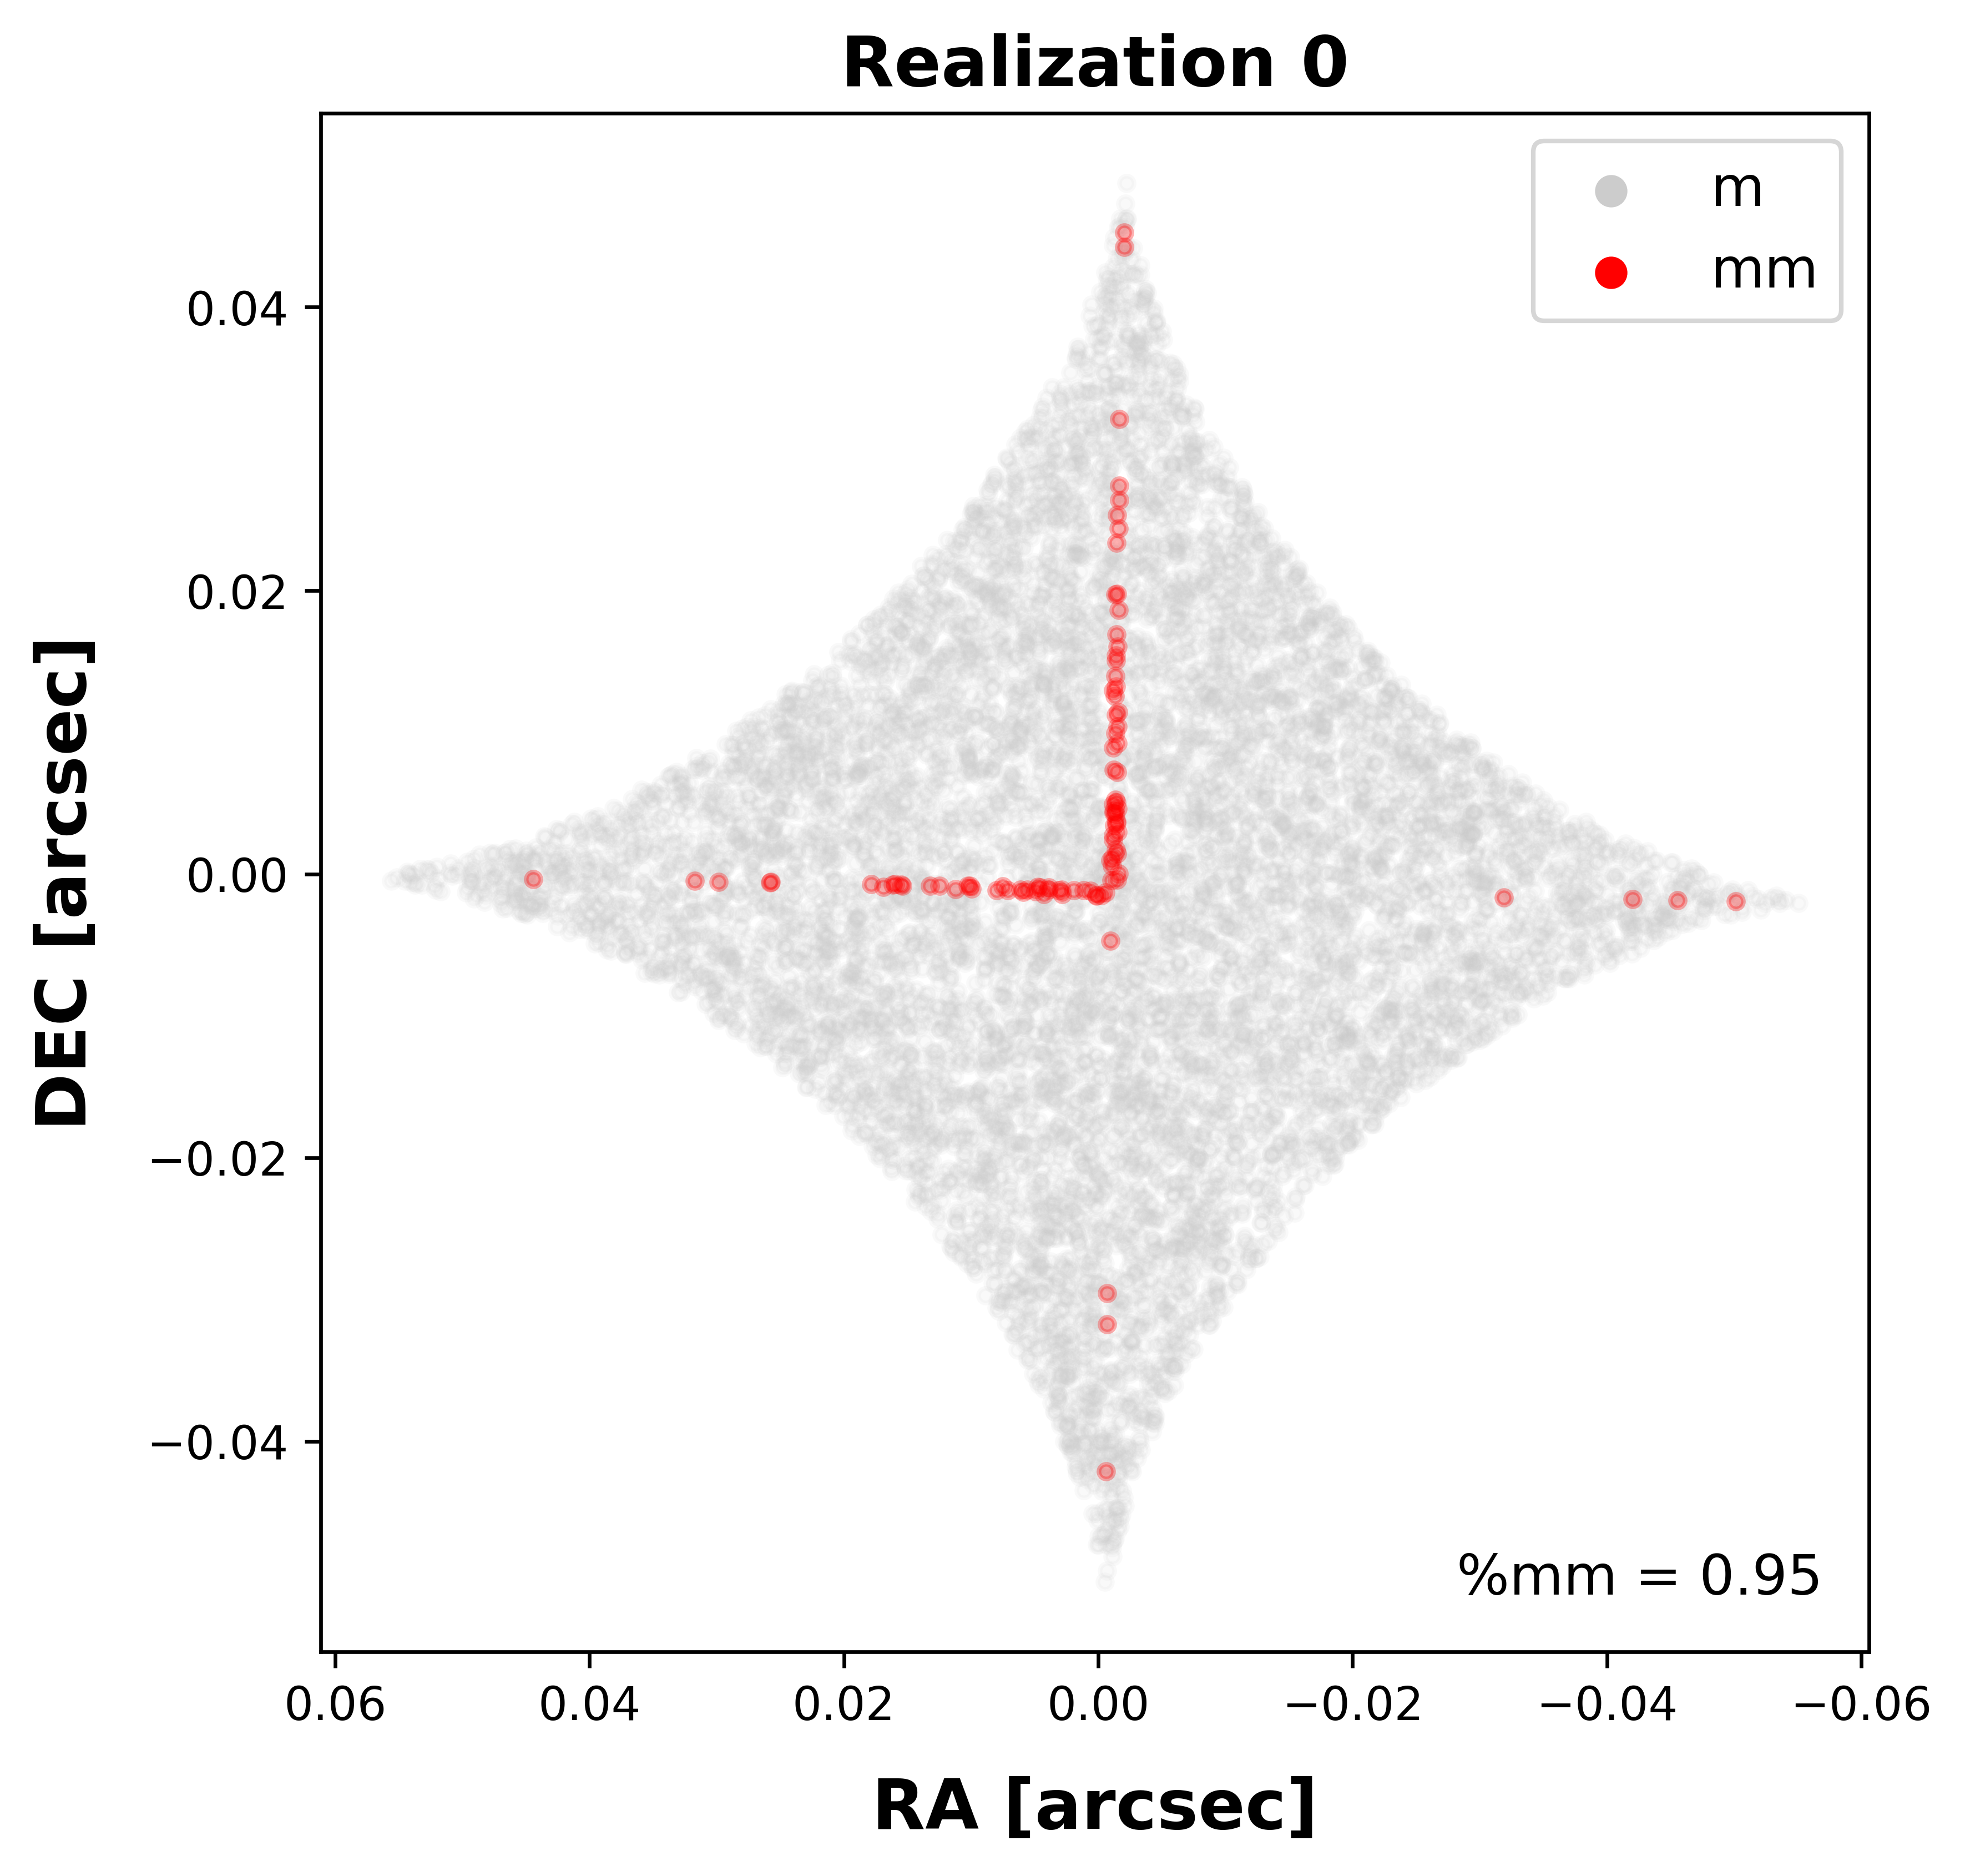 Realization 0
m
mm
0.04
0.02
0.00
−0.02
−0.04
DEC [arcsec]
%mm = 0.95
0.06 0.04 0.02 0.00 −0.02 −0.04 −0.06
RA [arcsec]